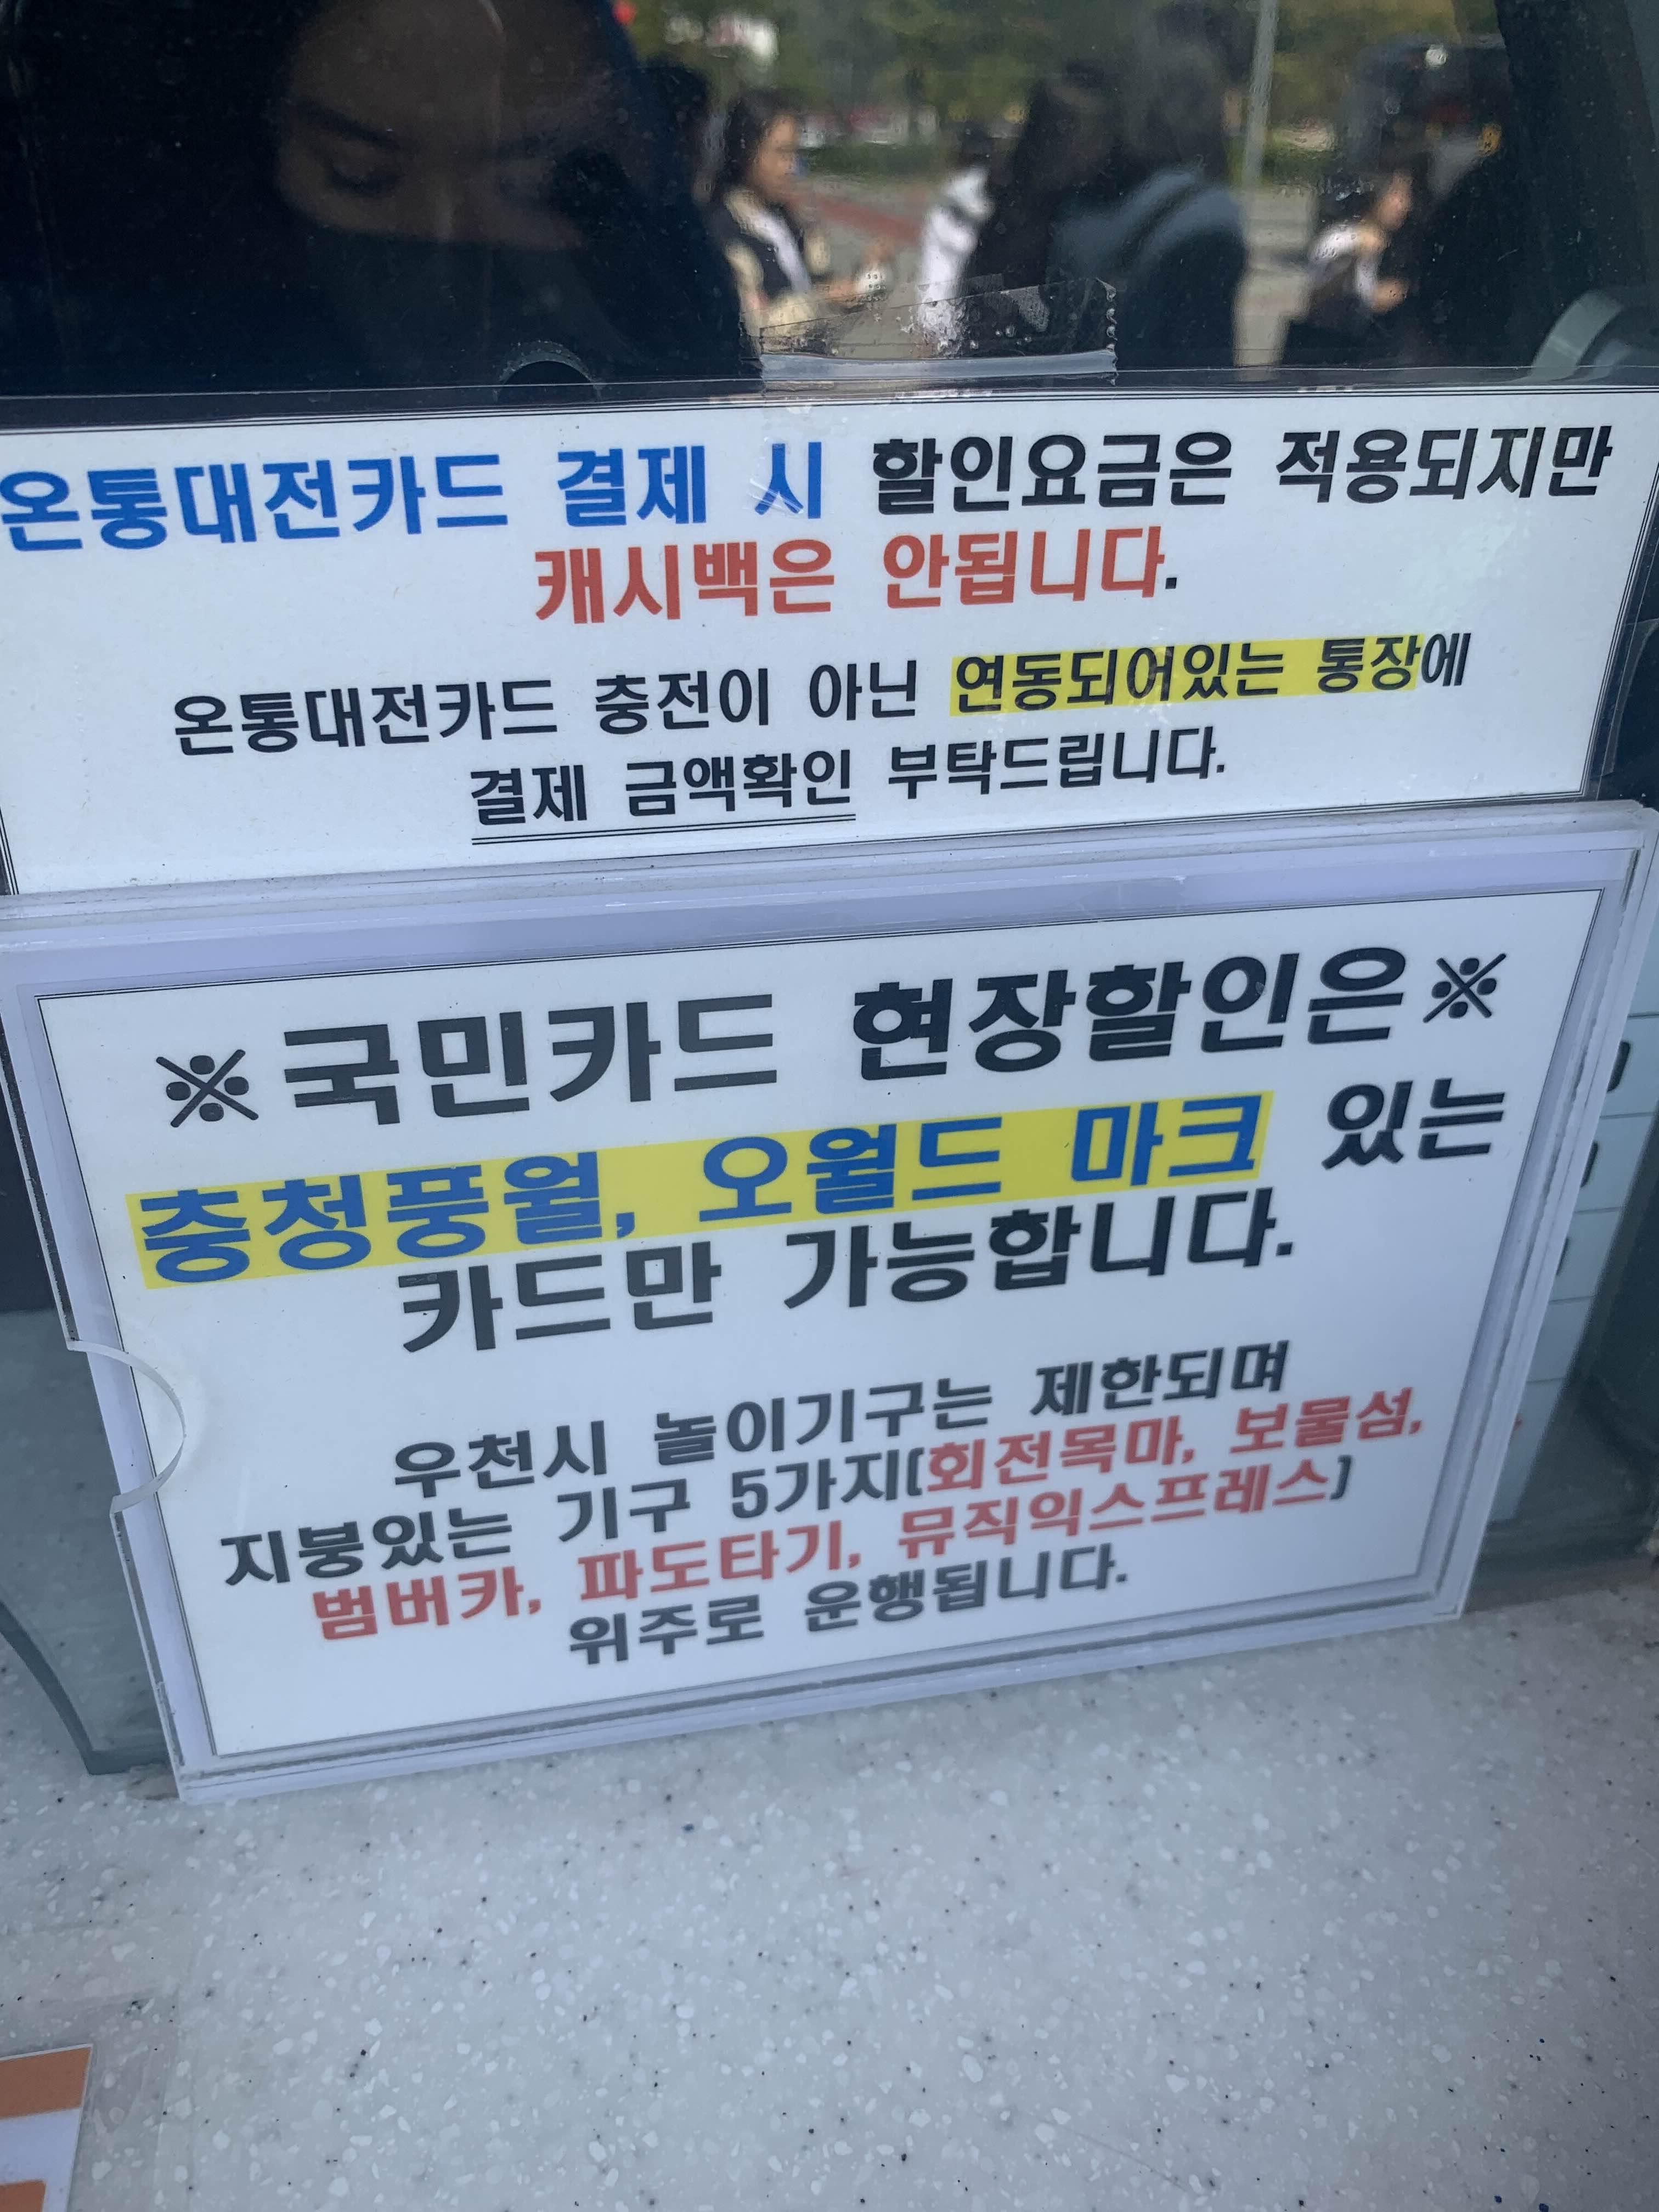 온통대전카드 결제 시 할인요금은 적용되지만
캐시백은 안됩니다.
온통대전카드 충전이 아닌 연동되어있는 통장에
결제 금액확인 부탁드립니다.
※국민카드 현장할인은※
충청풍월, 오월드 마크 있는
카드만 가능합니다.
우천시 놀이기구는 제한되며
지붕있는 기구 5가지(회전목마, 보물섬,
범버카, 파도타기, 뮤직익스프레스)
위주로 운행됩니다.